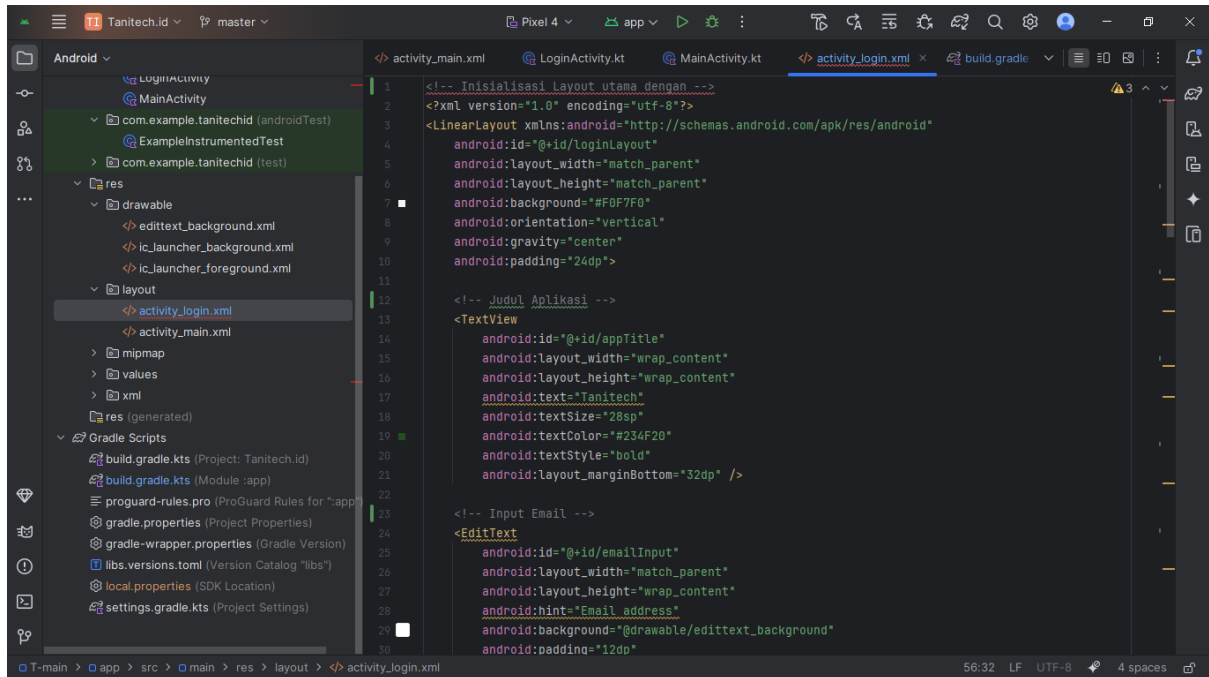 TI Tanitech.id master Pixel 4 app
Android
activity_main.xml LoginActivity.kt MainActivity.kt activity_login.xml build.gradle
LoginActivity
MainActivity
com.example.tanitechid (androidTest)
ExampleInstrumentedTest
com.example.tanitechid (test)
res
drawable
edittext_background.xml
ic_launcher_background.xml
ic_launcher_foreground.xml
layout
activity_login.xml
activity_main.xml
mipmap
values
xml
res (generated)
Gradle Scripts
build.gradle.kts (Project: Tanitech.id)
build.gradle.kts (Module :app)
proguard-rules.pro (ProGuard Rules for ":app")
gradle.properties (Project Properties)
gradle-wrapper.properties (Gradle Version)
libs.versions.toml (Version Catalog "libs")
local.properties (SDK Location)
settings.gradle.kts (Project Settings)
3
1 <!-- Inisialisasi Layout utama dengan -->
2 <?xml version="1.0" encoding="utf-8"?>
3 <LinearLayout xmlns:android="http://schemas.android.com/apk/res/android"
4 android:id="@+id/loginLayout"
5 android:layout_width="match_parent"
6 android:layout_height="match_parent"
7 android:background="#F0F7F0"
8 android:orientation="vertical"
9 android:gravity="center"
10 android:padding="24dp">
11
12 <!-- Judul Aplikasi -->
13 <TextView
14 android:id="@+id/appTitle"
15 android:layout_width="wrap_content"
16 android:layout_height="wrap_content"
17 android:text="Tanitech"
18 android:textSize="28sp"
19 android:textColor="#234F20"
20 android:textStyle="bold"
21 android:layout_marginBottom="32dp" />
22
23 <!-- Input Email -->
24 <EditText
25 android:id="@+id/emailInput"
26 android:layout_width="match_parent"
27 android:layout_height="wrap_content"
28 android:hint="Email address"
29 android:background="@drawable/edittext_background"
30 android:padding="12dp"
T-main > app > src > main > res > layout > activity_login.xml
56:32 LF UTF-8 4 spaces